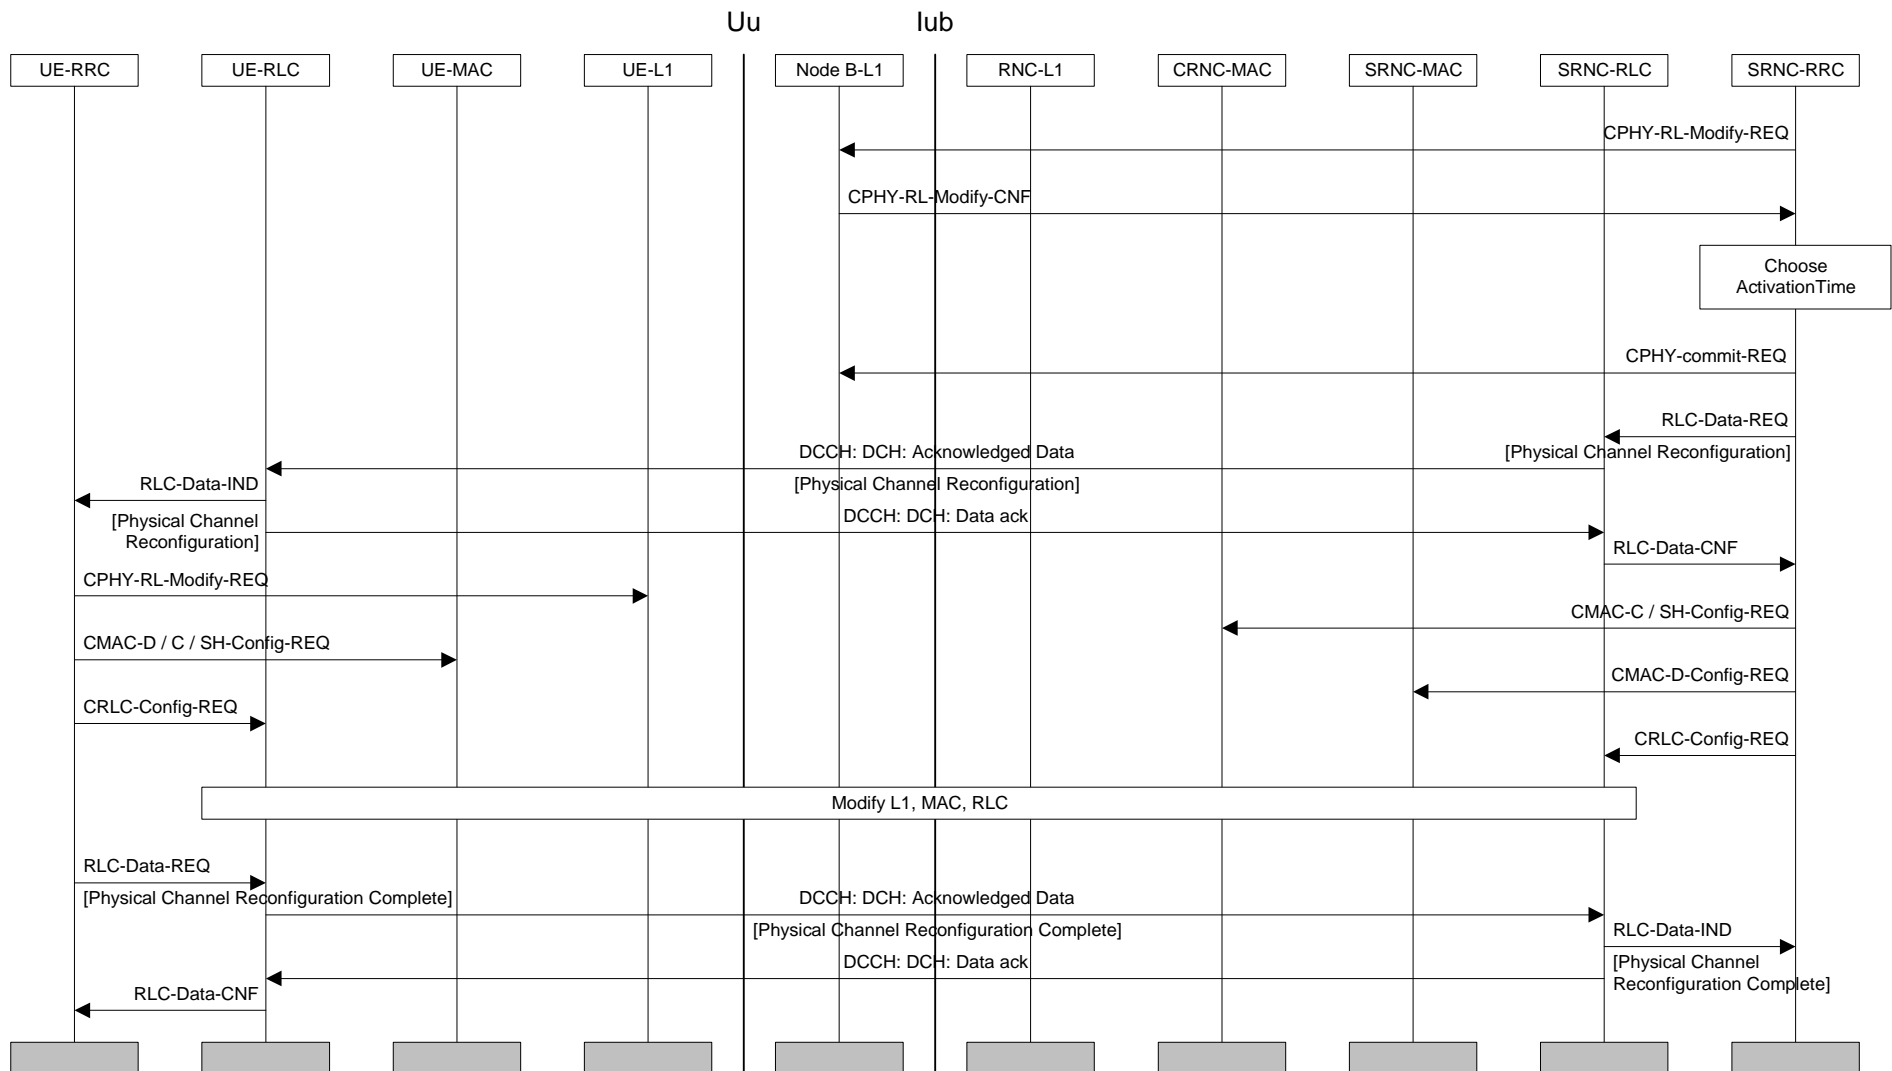 Uu
Iub
UE-RRC
UE-RLC
UE-MAC
UE-L1
Node B-L1
RNC-L1
CRNC-MAC
SRNC-MAC
SRNC-RLC
SRNC-RRC
CPHY-RL-Modify-REQ
CPHY-RL-Modify-CNF
Choose
ActivationTime
CPHY-commit-REQ
RLC-Data-REQ
[Physical Channel Reconfiguration]
DCCH: DCH: Acknowledged Data
[Physical Channel Reconfiguration]
RLC-Data-IND
[Physical Channel
Reconfiguration]
DCCH: DCH: Data ack
RLC-Data-CNF
CPHY-RL-Modify-REQ
CMAC-C / SH-Config-REQ
CMAC-D / C / SH-Config-REQ
CMAC-D-Config-REQ
CRLC-Config-REQ
CRLC-Config-REQ
Modify L1, MAC, RLC
RLC-Data-REQ
[Physical Channel Reconfiguration Complete]
DCCH: DCH: Acknowledged Data
[Physical Channel Reconfiguration Complete]
RLC-Data-IND
[Physical Channel
Reconfiguration Complete]
DCCH: DCH: Data ack
RLC-Data-CNF